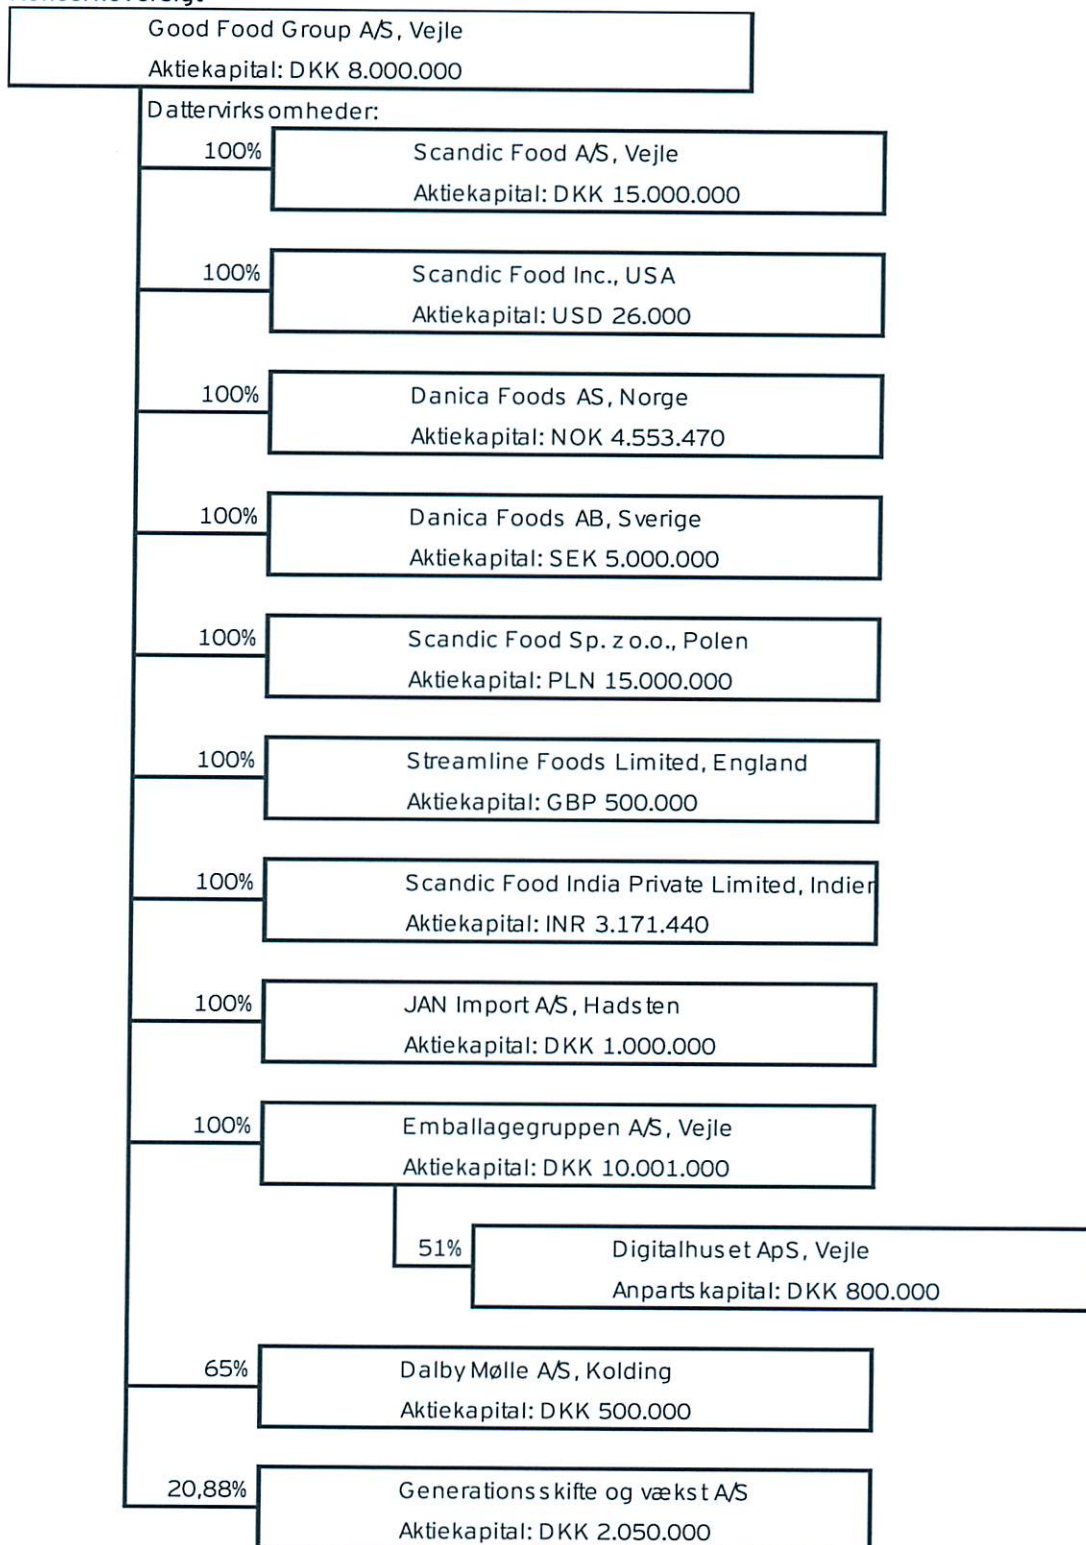 Good Food Group A/S, Vejle
Aktiekapital: DKK 8.000.000
Dattervirksomheder:
100%
Scandic Food A/S, Vejle
Aktiekapital: DKK 15.000.000
100%
Scandic Food Inc., USA
Aktiekapital: USD 26.000
100%
Danica Foods AS, Norge
Aktiekapital: NOK 4.553.470
100%
Danica Foods AB, Sverige
Aktiekapital: SEK 5.000.000
100%
Scandic Food Sp. z o.o., Polen
Aktiekapital: PLN 15.000.000
100%
Streamline Foods Limited, England
Aktiekapital: GBP 500.000
100%
Scandic Food India Private Limited, Indien
Aktiekapital: INR 3.171.440
100%
JAN Import A/S, Hadsten
Aktiekapital: DKK 1.000.000
100%
Emballagegruppen A/S, Vejle
Aktiekapital: DKK 10.001.000
51%
Digitalhuset ApS, Vejle
Anpartskapital: DKK 800.000
65%
Dalby Mølle A/S, Kolding
Aktiekapital: DKK 500.000
20,88%
Generationsskifte og vækst A/S
Aktiekapital: DKK 2.050.000